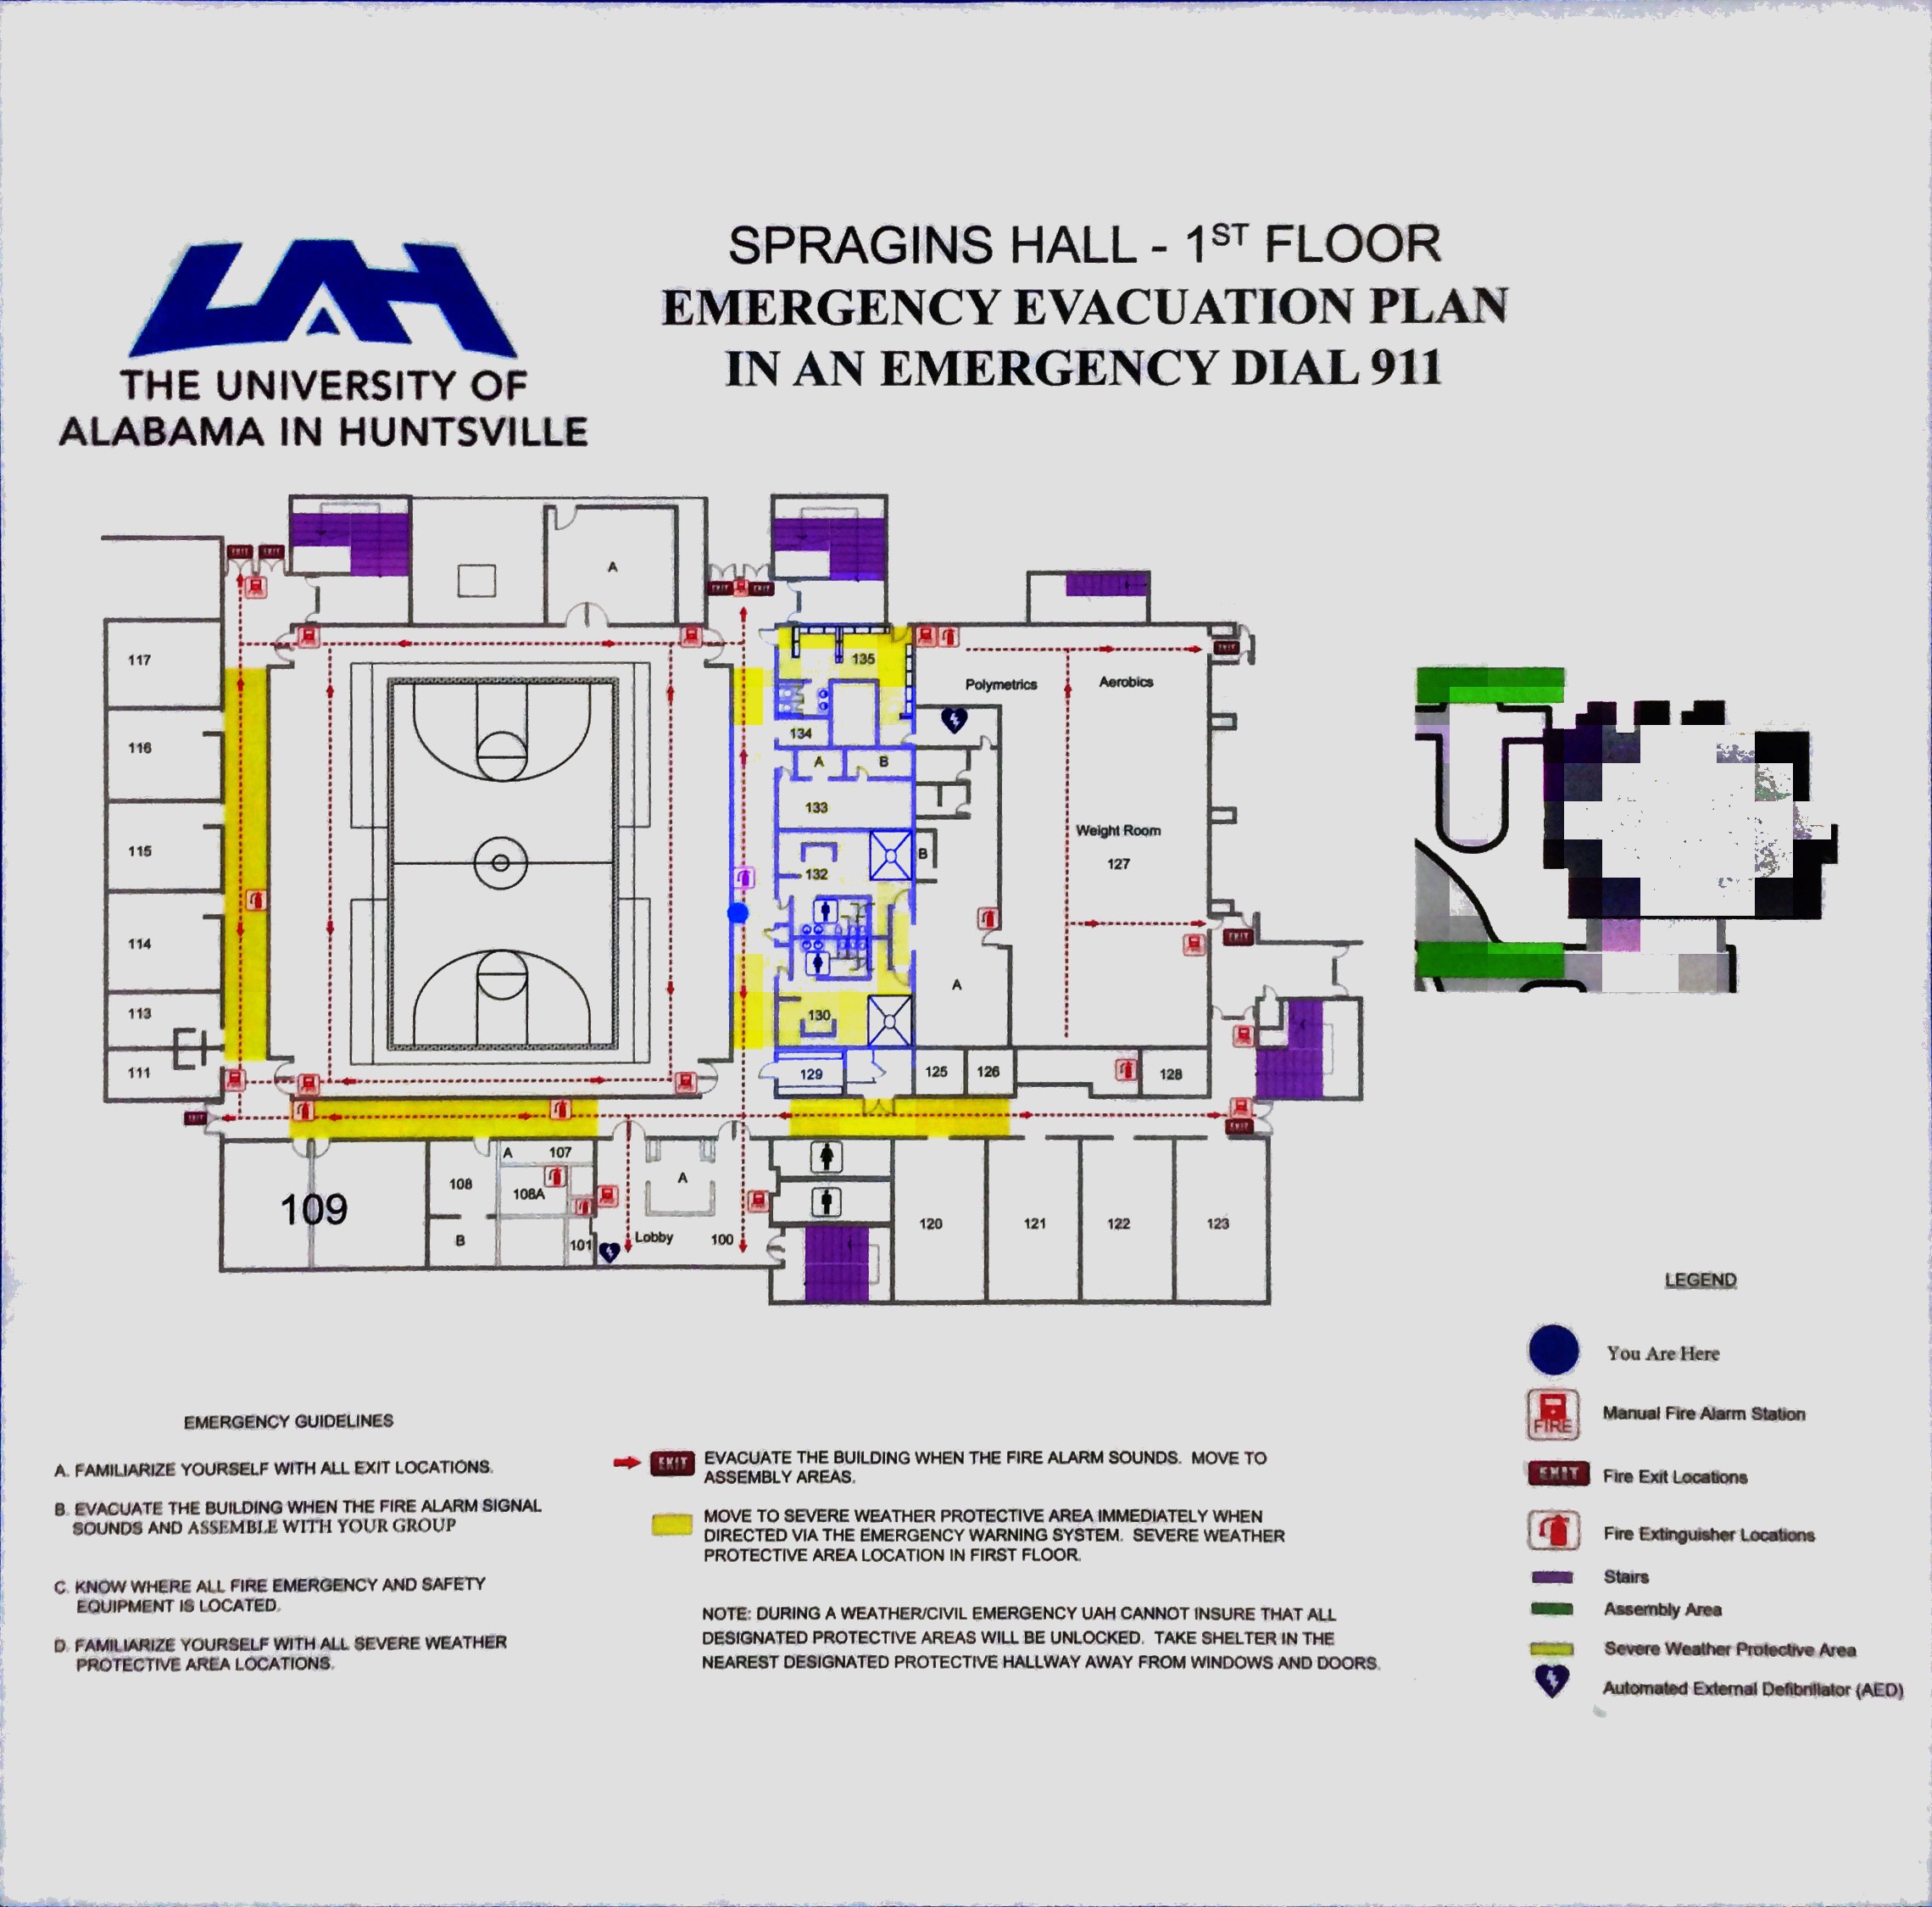 SPRAGINS HALL - 1ST FLOOR
EMERGENCY EVACUATION PLAN
IN AN EMERGENCY DIAL 911
UAH
THE UNIVERSITY OF
ALABAMA IN HUNTSVILLE
EXIT EXIT
A
EXIT EXIT
117
135
EXIT
Polymetrics
Aerobics
116
134
A
B
133
115
Weight Room
127
B
132
114
EXIT
A
113
130
111
129
125
126
128
EXIT
EXIT
A
107
108
108A
A
109
120
121
122
123
B
101
Lobby
100
LEGEND
You Are Here
FIRE
Manual Fire Alarm Station
EXIT
Fire Exit Locations
Fire Extinguisher Locations
Stairs
Assembly Area
Severe Weather Protective Area
Automated External Defibrillator (AED)
EMERGENCY GUIDELINES
A. FAMILIARIZE YOURSELF WITH ALL EXIT LOCATIONS.
B. EVACUATE THE BUILDING WHEN THE FIRE ALARM SIGNAL
SOUNDS AND ASSEMBLE WITH YOUR GROUP
C. KNOW WHERE ALL FIRE EMERGENCY AND SAFETY
EQUIPMENT IS LOCATED.
D. FAMILIARIZE YOURSELF WITH ALL SEVERE WEATHER
PROTECTIVE AREA LOCATIONS.
EXIT
EVACUATE THE BUILDING WHEN THE FIRE ALARM SOUNDS. MOVE TO
ASSEMBLY AREAS.
MOVE TO SEVERE WEATHER PROTECTIVE AREA IMMEDIATELY WHEN
DIRECTED VIA THE EMERGENCY WARNING SYSTEM. SEVERE WEATHER
PROTECTIVE AREA LOCATION IN FIRST FLOOR.
NOTE: DURING A WEATHER/CIVIL EMERGENCY UAH CANNOT INSURE THAT ALL
DESIGNATED PROTECTIVE AREAS WILL BE UNLOCKED. TAKE SHELTER IN THE
NEAREST DESIGNATED PROTECTIVE HALLWAY AWAY FROM WINDOWS AND DOORS.